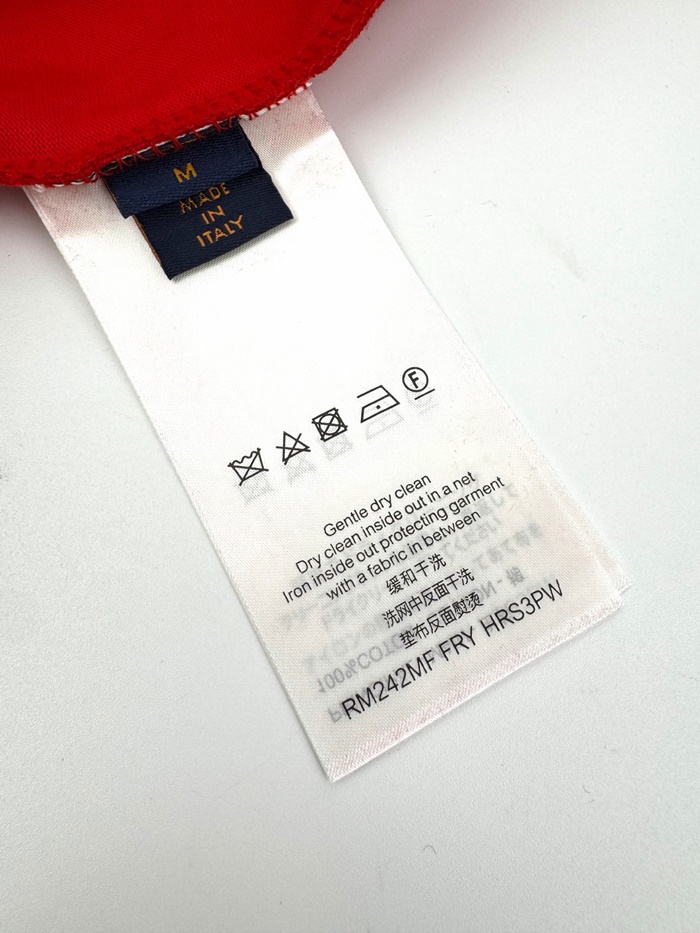 M
MADE
IN
ITALY
F
Gentle dry clean
Dry clean inside out in a net
Iron inside out protecting garment
with a fabric in between
缓和干洗
洗网中反面干洗
垫布反面熨烫
RM242MF FRY HRS3PW